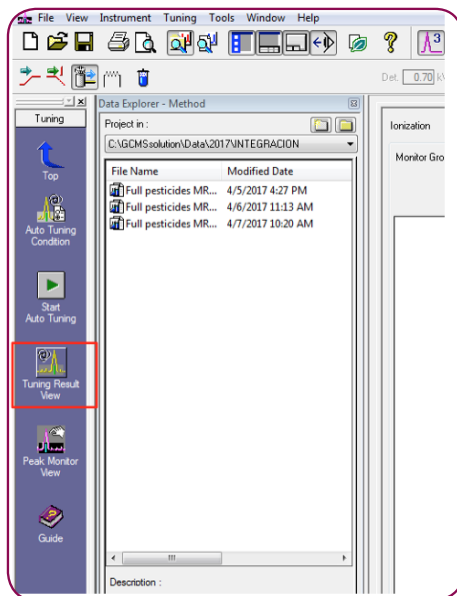 File View Instrument Tuning Tools Window Help
Det. 0.70 k
Tuning
Top
Auto Tuning
Condition
Start
Auto Tuning
Tuning Result
View
Peak Monitor
View
Guide
Data Explorer - Method
Project in :
C:\GCMSsolution\Data\2017\INTEGRACION
File Name Modified Date
Full pesticides MR... 4/5/2017 4:27 PM
Full pesticides MR... 4/6/2017 11:13 AM
Full pesticides MR... 4/7/2017 10:20 AM
Description :
Ionization
Monitor Gro
3